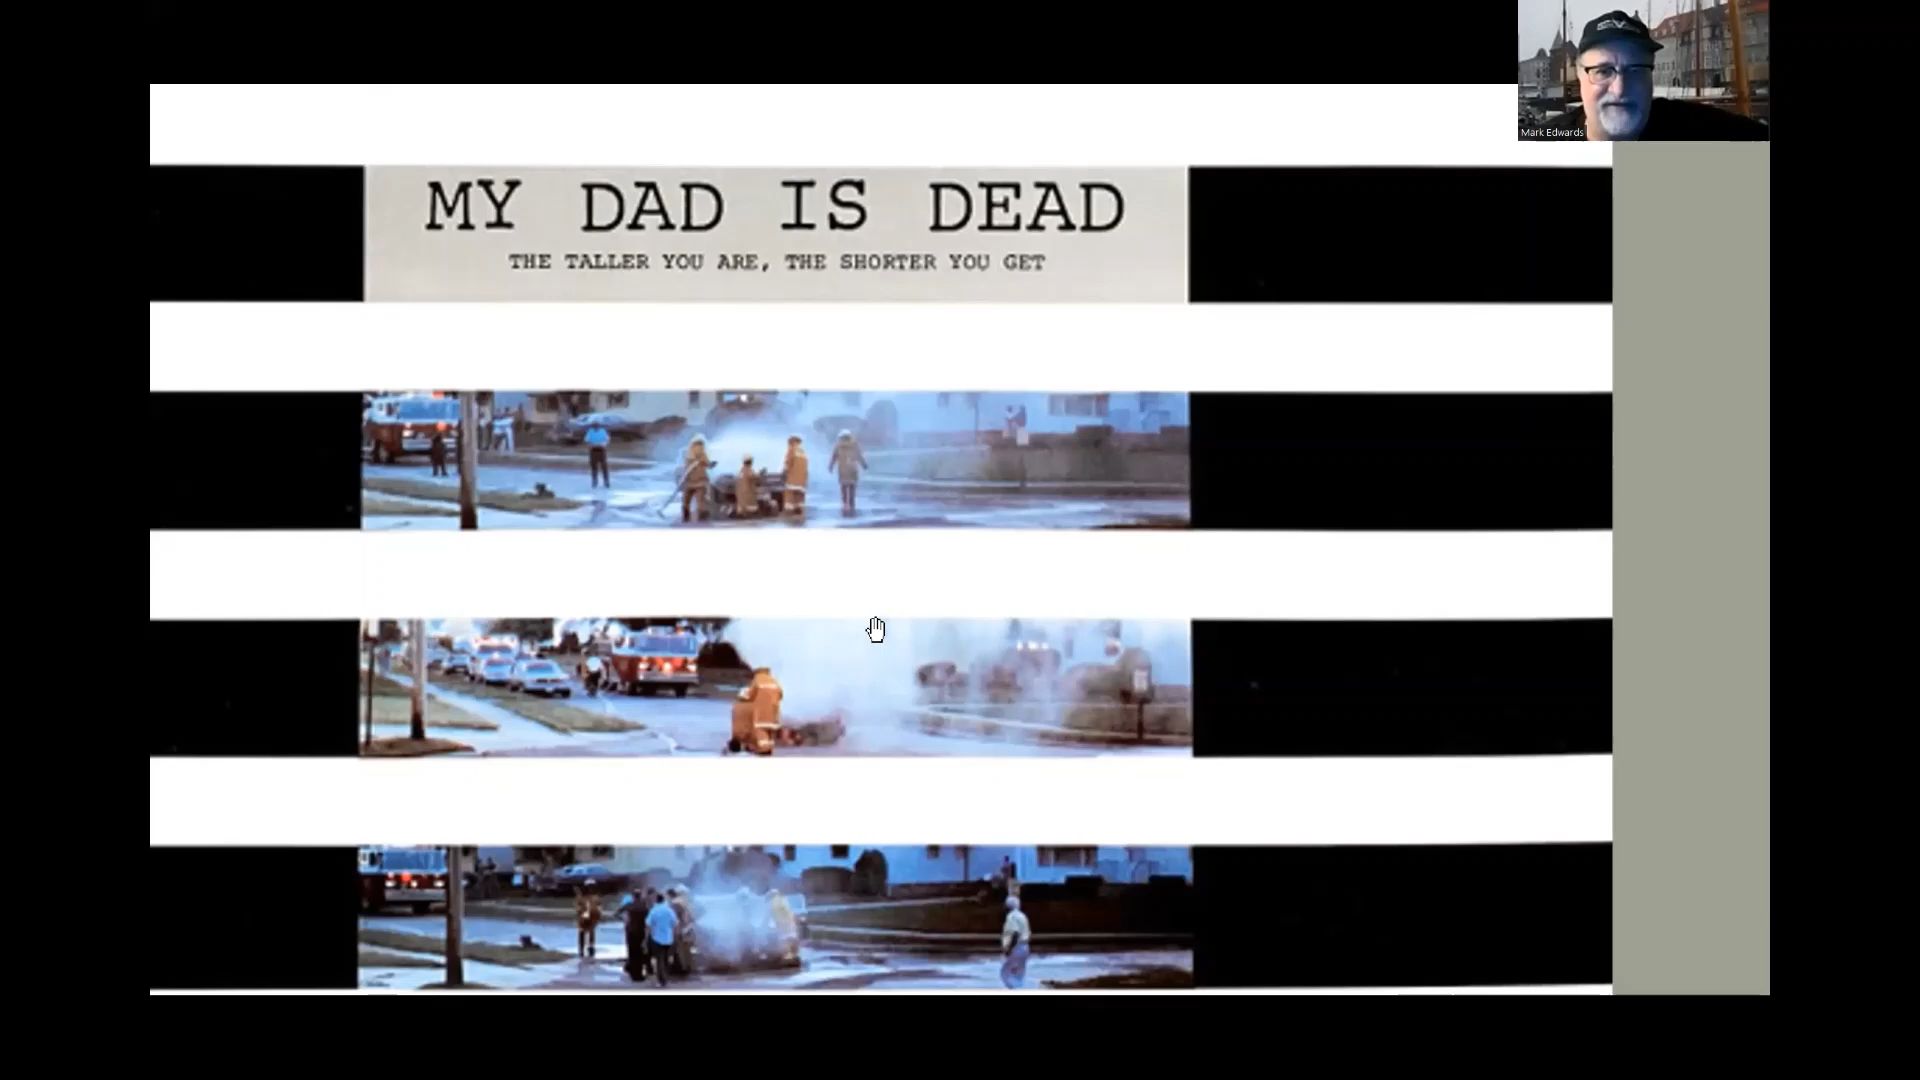 MY DAD IS DEAD
THE TALLER YOU ARE, THE SHORTER YOU GET
Mark Edwards